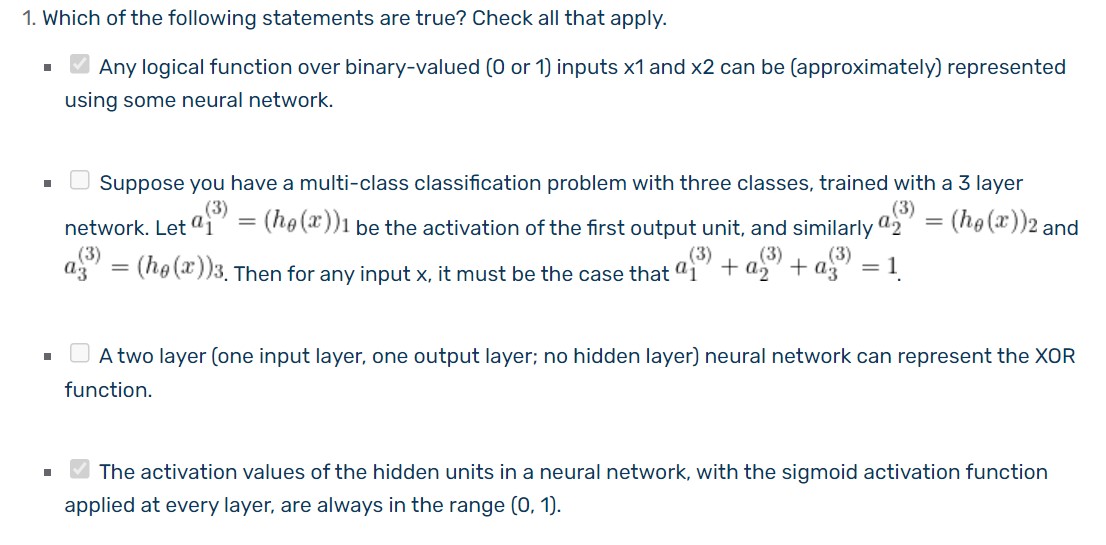 1. Which of the following statements are true? Check all that apply.
Any logical function over binary-valued (0 or 1) inputs x1 and x2 can be (approximately) represented
using some neural network.
Suppose you have a multi-class classification problem with three classes, trained with a 3 layer
network. Let a_1^{(3)} = (h_θ(x))_1 be the activation of the first output unit, and similarly a_2^{(3)} = (h_θ(x))_2 and
a_3^{(3)} = (h_θ(x))_3. Then for any input x, it must be the case that a_1^{(3)} + a_2^{(3)} + a_3^{(3)} = 1.
A two layer (one input layer, one output layer; no hidden layer) neural network can represent the XOR
function.
The activation values of the hidden units in a neural network, with the sigmoid activation function
applied at every layer, are always in the range (0, 1).